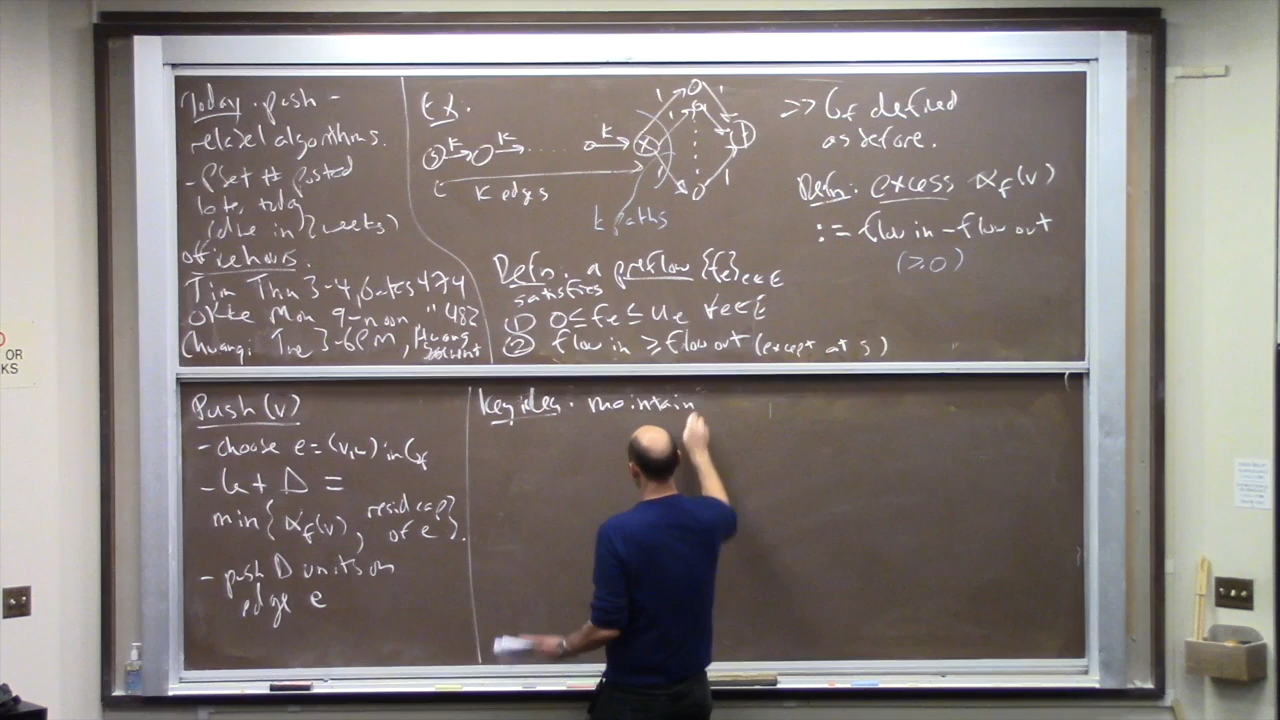 Today: push-
relabel algorithms.
- Pset # posted
late today
(due in 2 weeks)
office hours:
Tim Thu 3-4, Gates 474
Okke Mon 9-noon " 482
Chuanqi Tue 3-6PM, Huang
Ex.
1
1
1
1
k
k
k
s
t
k edges
k paths
Defn: a preflow {fe}e∈E
satisfies
① 0≤fe≤ue ∀e∈E
② flow in ≥ flow out (except at s)
>> Gf defined
as before.
Defn: excess αf(v)
:= flow in - flow out
(≥0)
Push(v)
- choose e=(v,w) in Gf
- let Δ =
min{αf(v), resid cap
of e}.
- push Δ units on
edge e
Key idea: maintain
OR
KS